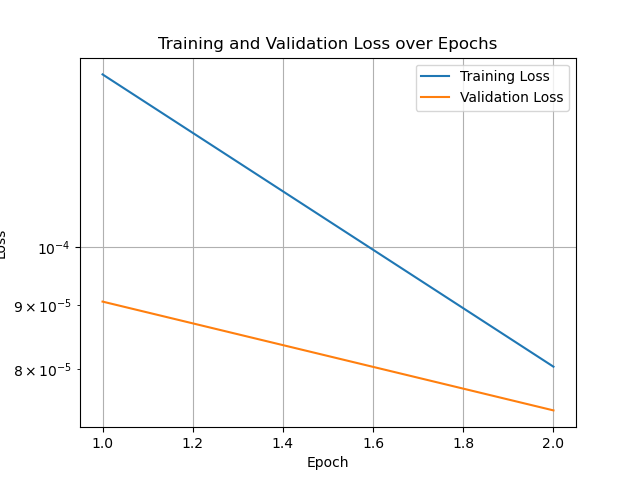 Training and Validation Loss over Epochs
Training Loss
Validation Loss
Loss
10⁻⁴
9 × 10⁻⁵
8 × 10⁻⁵
1.0 1.2 1.4 1.6 1.8 2.0
Epoch